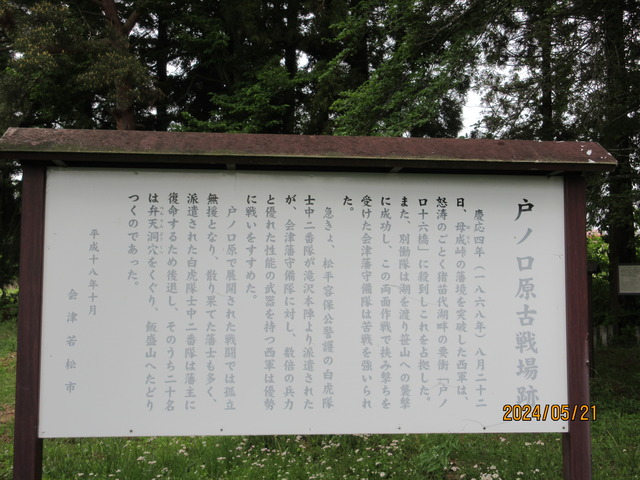 戸ノ口原古戦場跡
慶応四年（一八六八年）八月二十二
日、母成峠の藩境を突破した西軍は、
怒涛のごとく猪苗代湖畔の要衝「戸ノ
口十六橋」に殺到しこれを占拠した。
また、別働隊は湖を渡り笹山への襲撃
に成功し、この両面作戦で挟み撃ちを
受けた会津藩守備隊は苦戦を強いられ
た。
急きょ、松平容保公警護の白虎隊
士中二番隊が滝沢本陣より派遣された
が、会津藩守備隊に対し、数倍の兵力
と優れた性能の武器を持つ西軍は優勢
に戦いをすすめた。
戸ノ口原で展開された戦闘では孤立
無援となり、散り果てた藩士も多く、
派遣された白虎隊士中二番隊は藩主に
復命するため後退し、そのうち二十名
は弁天洞穴をくぐり、飯盛山へたどり
つくのであった。
平成十八年十月
会津若松市
2024/05/21